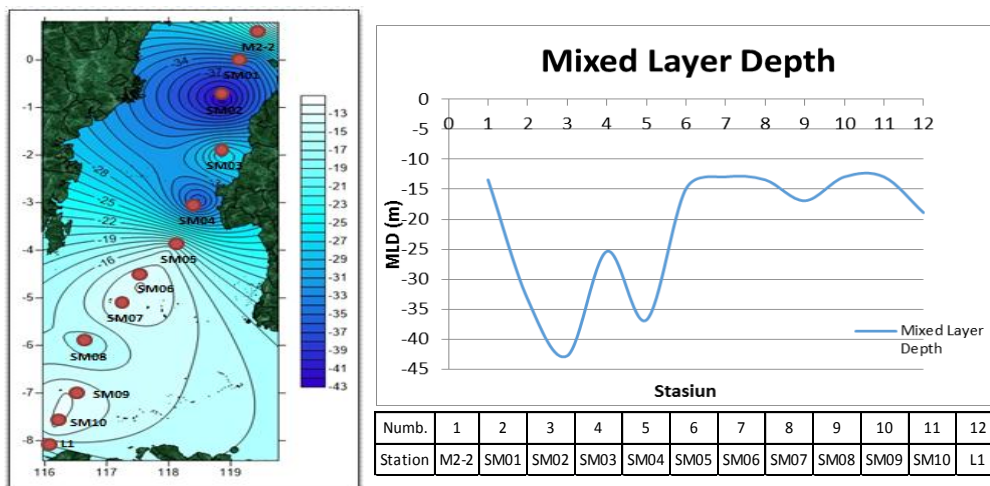 0
-1
-2
-3
-4
-5
-6
-7
-8
116
117
118
119
M2-2
-34
-37
SM01
SM02
SM03
-28
-25
SM04
-22
-19
SM05
-16
SM06
SM07
SM08
SM09
SM10
L1
-13
-15
-17
-19
-21
-23
-25
-27
-29
-31
-33
-35
-37
-39
-41
-43
Mixed Layer Depth
0
-5
-10
-15
-20
-25
-30
-35
-40
-45
MLD (m)
0 1 2 3 4 5 6 7 8 9 10 11 12
Mixed Layer
Depth
Stasiun
Numb. 1 2 3 4 5 6 7 8 9 10 11 12
Station M2-2 SM01 SM02 SM03 SM04 SM05 SM06 SM07 SM08 SM09 SM10 L1